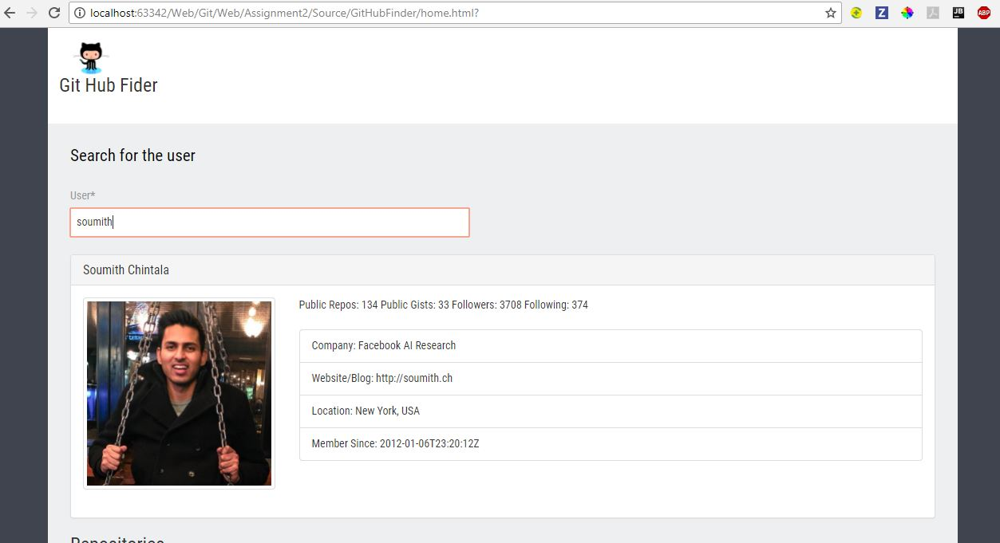 localhost:63342/Web/Git/Web/Assignment2/Source/GitHubFinder/home.html?
Z
JB
ABP
Git Hub Fider
Search for the user
User*
soumith
Soumith Chintala
Public Repos: 134 Public Gists: 33 Followers: 3708 Following: 374
Company: Facebook AI Research
Website/Blog: http://soumith.ch
Location: New York, USA
Member Since: 2012-01-06T23:20:12Z
Repositories